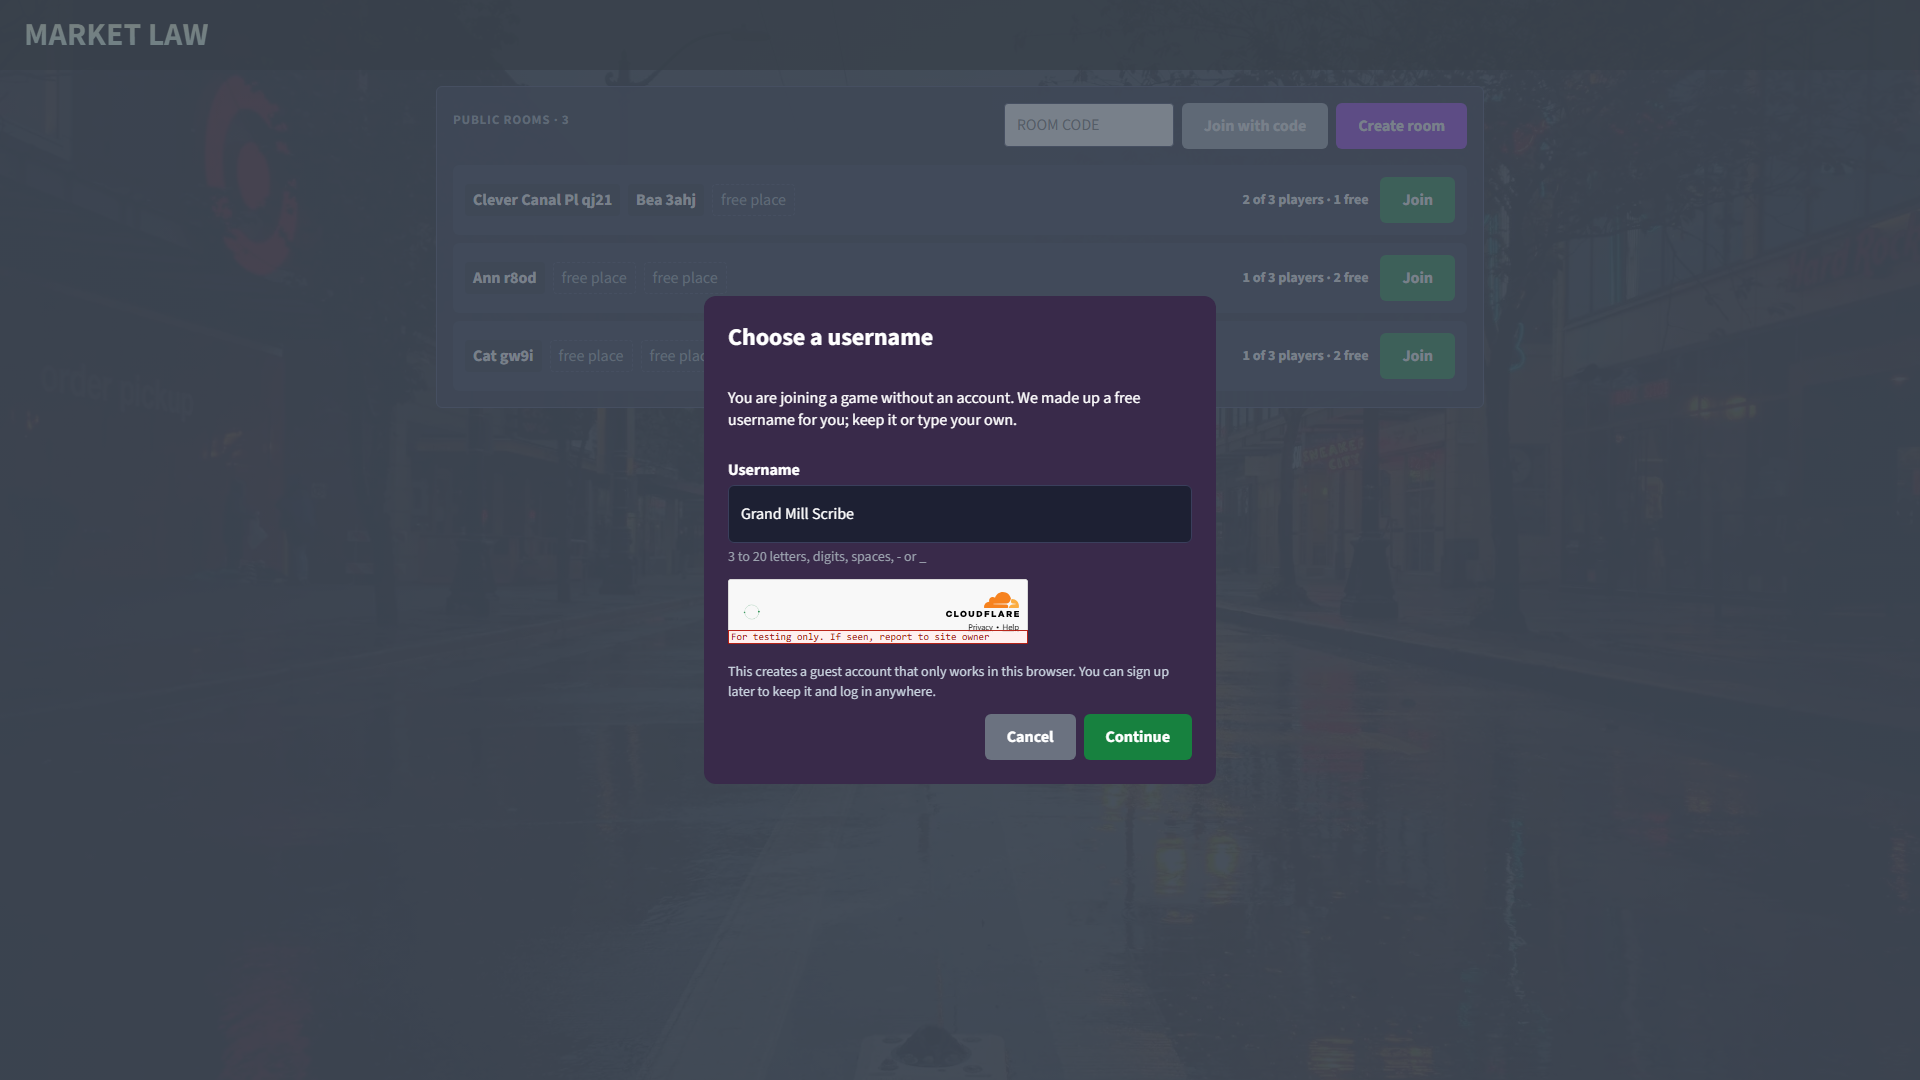 MARKET LAW
PUBLIC ROOMS · 3
ROOM CODE
Join with code
Create room
Clever Canal Pl qj21 Bea 3ahj free place
2 of 3 players · 1 free
Join
Ann r8od free place free place
1 of 3 players · 2 free
Join
Cat gw9i free place free
1 of 3 players · 2 free
Join
Choose a username
You are joining a game without an account. We made up a free
username for you; keep it or type your own.
Username
Grand Mill Scribe
3 to 20 letters, digits, spaces, - or _
CLOUDFLARE
Privacy • Help
For testing only. If seen, report to site owner
This creates a guest account that only works in this browser. You can sign up
later to keep it and log in anywhere.
Cancel
Continue
order pickup